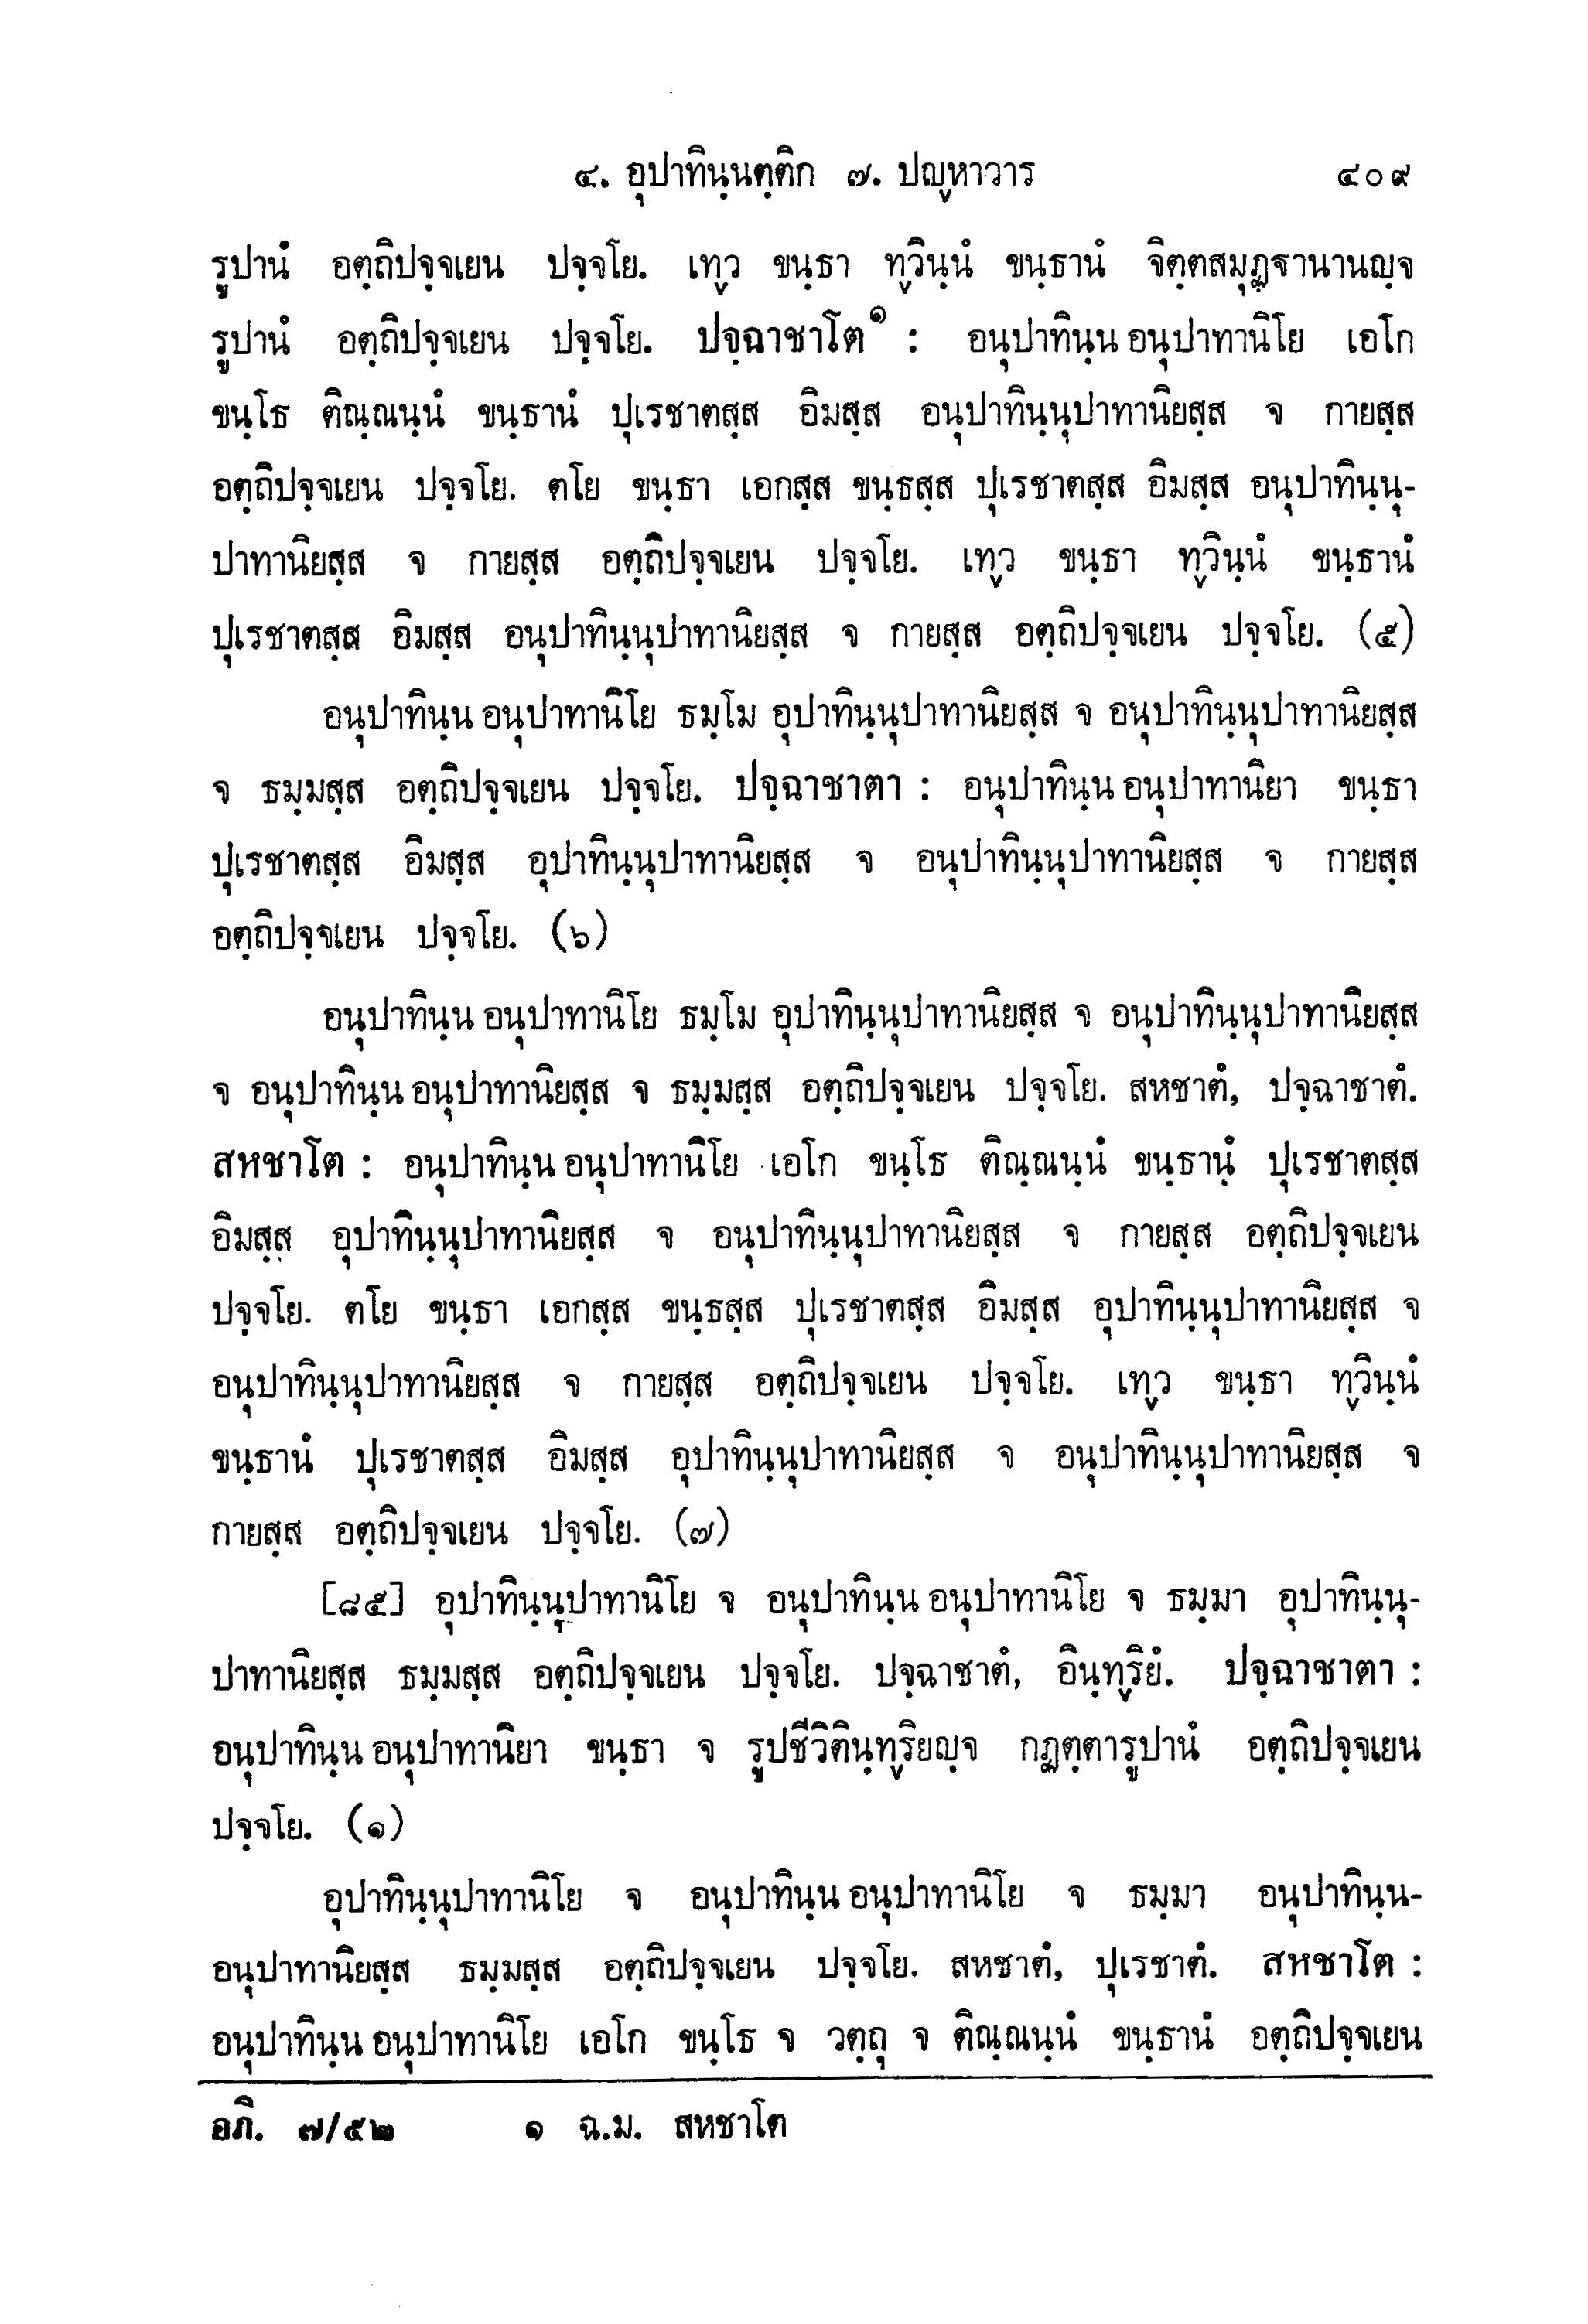 ๔. อุปาทินฺนตฺติก ๗. ปญฺหาวาร ๔๐๙
รูปานํ อตฺถิปจฺจเยน ปจฺจโย. เทฺว ขนฺธา ทฺวินฺนํ ขนฺธานํ จิตฺตสมุฏฺฐานานญฺจ
รูปานํ อตฺถิปจฺจเยน ปจฺจโย. ปจฺฉาชาโต๑ : อนุปาทินฺน อนุปาทานิโย เอโก
ขนฺโธ ติณฺณนฺนํ ขนฺธานํ ปุเรชาตสฺส อิมสฺส อนุปาทินฺนุปาทานิยสฺส จ กายสฺส
อตฺถิปจฺจเยน ปจฺจโย. ตโย ขนฺธา เอกสฺส ขนฺธสฺส ปุเรชาตสฺส อิมสฺส อนุปาทินฺนุ-
ปาทานิยสฺส จ กายสฺส อตฺถิปจฺจเยน ปจฺจโย. เทฺว ขนฺธา ทฺวินฺนํ ขนฺธานํ
ปุเรชาตสฺส อิมสฺส อนุปาทินฺนุปาทานิยสฺส จ กายสฺส อตฺถิปจฺจเยน ปจฺจโย. (๕)
อนุปาทินฺน อนุปาทานิโย ธมฺโม อุปาทินฺนุปาทานิยสฺส จ อนุปาทินฺนุปาทานิยสฺส
จ ธมฺมสฺส อตฺถิปจฺจเยน ปจฺจโย. ปจฺฉาชาตา : อนุปาทินฺน อนุปาทานิยา ขนฺธา
ปุเรชาตสฺส อิมสฺส อุปาทินฺนุปาทานิยสฺส จ อนุปาทินฺนุปาทานิยสฺส จ กายสฺส
อตฺถิปจฺจเยน ปจฺจโย. (๖)
อนุปาทินฺน อนุปาทานิโย ธมฺโม อุปาทินฺนุปาทานิยสฺส จ อนุปาทินฺนุปาทานิยสฺส
จ อนุปาทินฺน อนุปาทานิยสฺส จ ธมฺมสฺส อตฺถิปจฺจเยน ปจฺจโย. สหชาตํ, ปจฺฉาชาตํ.
สหชาโต : อนุปาทินฺน อนุปาทานิโย เอโก ขนฺโธ ติณฺณนฺนํ ขนฺธานํ ปุเรชาตสฺส
อิมสฺส อุปาทินฺนุปาทานิยสฺส จ อนุปาทินฺนุปาทานิยสฺส จ กายสฺส อตฺถิปจฺจเยน
ปจฺจโย. ตโย ขนฺธา เอกสฺส ขนฺธสฺส ปุเรชาตสฺส อิมสฺส อุปาทินฺนุปาทานิยสฺส จ
อนุปาทินฺนุปาทานิยสฺส จ กายสฺส อตฺถิปจฺจเยน ปจฺจโย. เทฺว ขนฺธา ทฺวินฺนํ
ขนฺธานํ ปุเรชาตสฺส อิมสฺส อุปาทินฺนุปาทานิยสฺส จ อนุปาทินฺนุปาทานิยสฺส จ
กายสฺส อตฺถิปจฺจเยน ปจฺจโย. (๗)
[๘๕] อุปาทินฺนุปาทานิโย จ อนุปาทินฺน อนุปาทานิโย จ ธมฺมา อุปาทินฺนุ-
ปาทานิยสฺส ธมฺมสฺส อตฺถิปจฺจเยน ปจฺจโย. ปจฺฉาชาตํ, อินฺทฺริยํ. ปจฺฉาชาตา :
อนุปาทินฺน อนุปาทานิยา ขนฺธา จ รูปชีวิตินฺทฺริยญฺจ กฏตฺตารูปานํ อตฺถิปจฺจเยน
ปจฺจโย. (๑)
อุปาทินฺนุปาทานิโย จ อนุปาทินฺน อนุปาทานิโย จ ธมฺมา อนุปาทินฺน-
อนุปาทานิยสฺส ธมฺมสฺส อตฺถิปจฺจเยน ปจฺจโย. สหชาตํ, ปุเรชาตํ. สหชาโต :
อนุปาทินฺน อนุปาทานิโย เอโก ขนฺโธ จ วตฺถุ จ ติณฺณนฺนํ ขนฺธานํ อตฺถิปจฺจเยน
อภิ. ๗/๕๒ ๑ ฉ.ม. สหชาโต